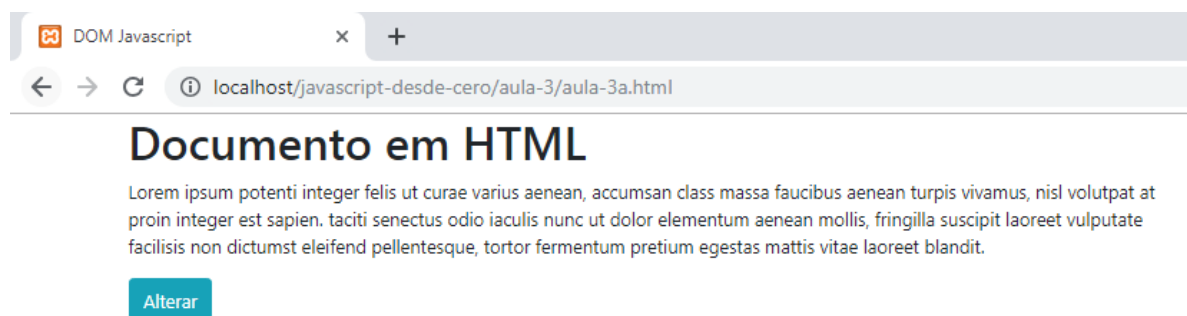 DOM Javascript
localhost/javascript-desde-cero/aula-3/aula-3a.html
Documento em HTML
Lorem ipsum potenti integer felis ut curae varius aenean, accumsan class massa faucibus aenean turpis vivamus, nisl volutpat at
proin integer est sapien. taciti senectus odio iaculis nunc ut dolor elementum aenean mollis, fringilla suscipit laoreet vulputate
facilisis non dictumst eleifend pellentesque, tortor fermentum pretium egestas mattis vitae laoreet blandit.
Alterar